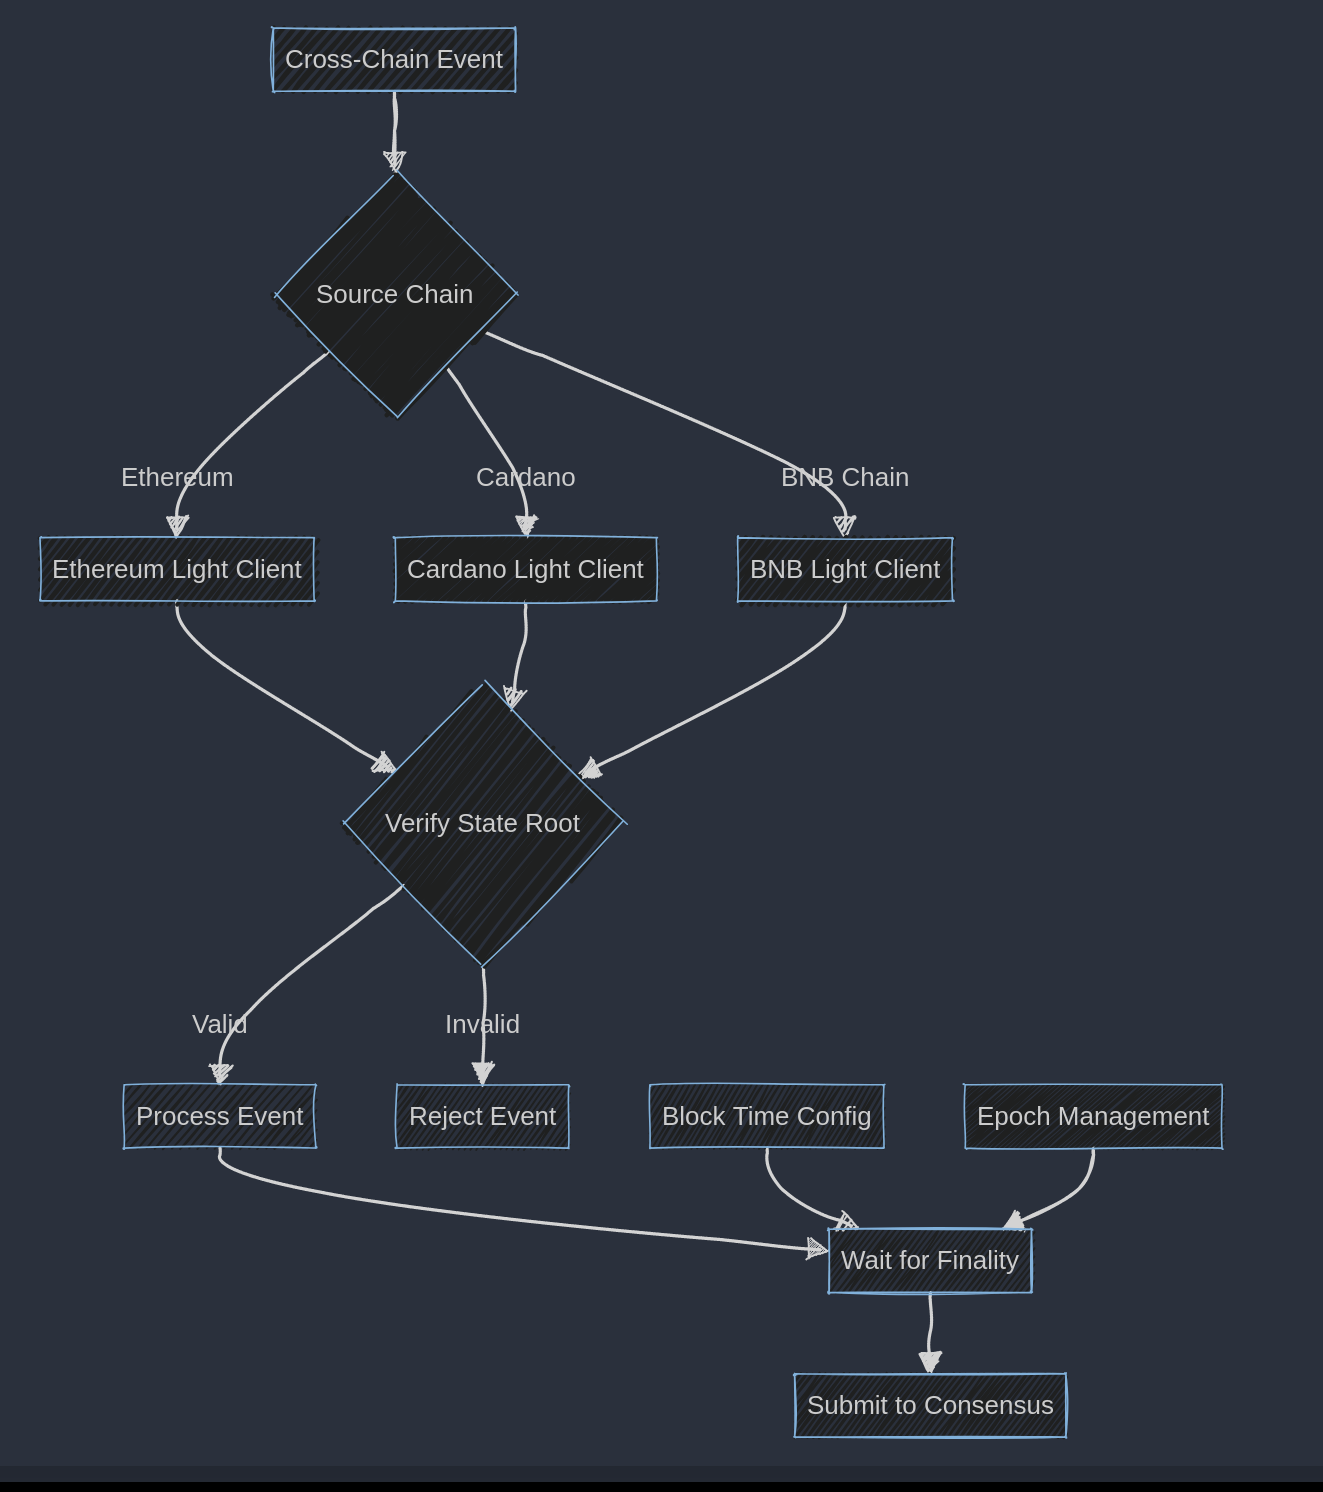 Cross-Chain Event
Source Chain
Ethereum
Cardano
BNB Chain
Ethereum Light Client
Cardano Light Client
BNB Light Client
Verify State Root
Valid
Invalid
Process Event
Reject Event
Block Time Config
Epoch Management
Wait for Finality
Submit to Consensus